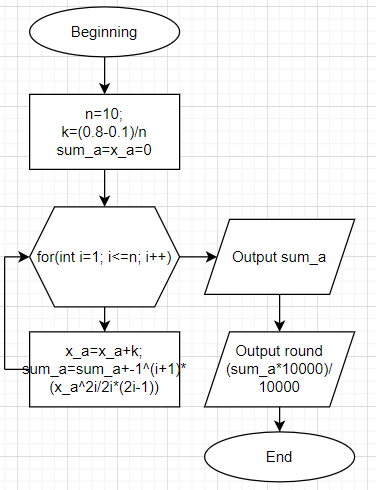 Beginning
n=10;
k=(0.8-0.1)/n
sum_a=x_a=0
for(int i=1; i<=n; i++)
Output sum_a
x_a=x_a+k;
sum_a=sum_a+-1^(i+1)*
(x_a^2i/2i*(2i-1))
Output round
(sum_a*10000)/
10000
End